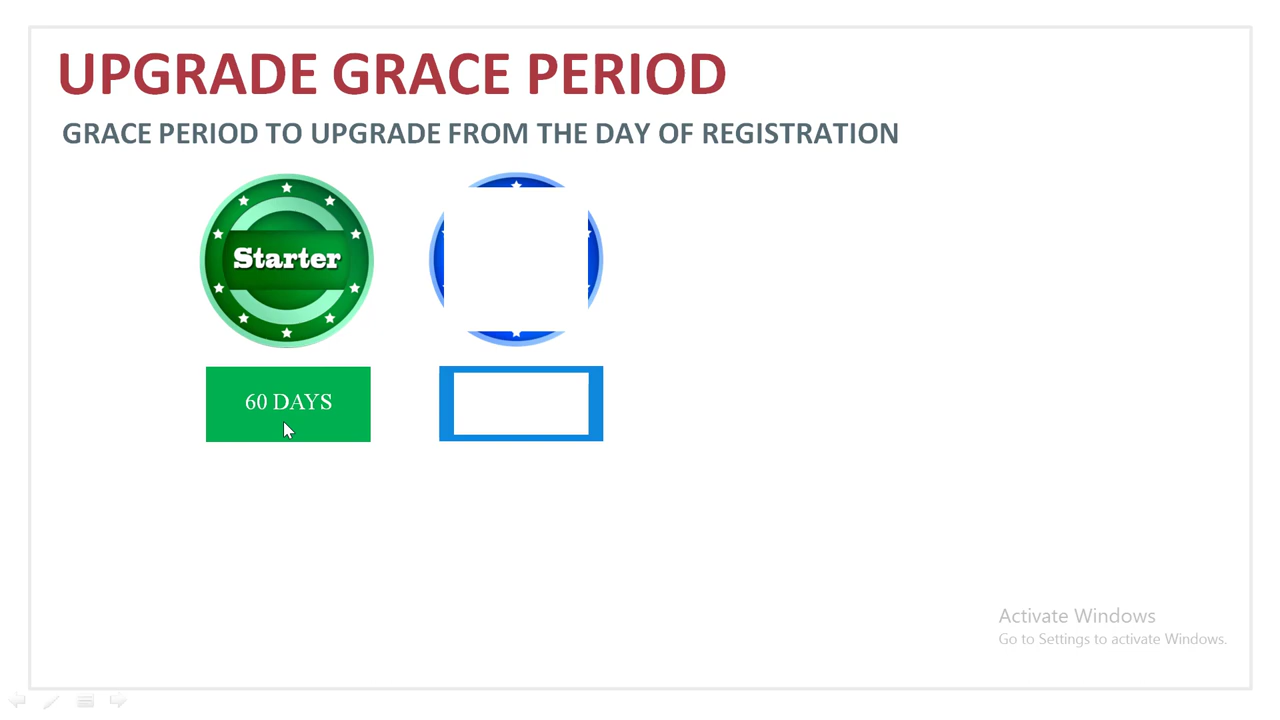 UPGRADE GRACE PERIOD
GRACE PERIOD TO UPGRADE FROM THE DAY OF REGISTRATION
Starter
60 DAYS
Activate Windows
Go to Settings to activate Windows.